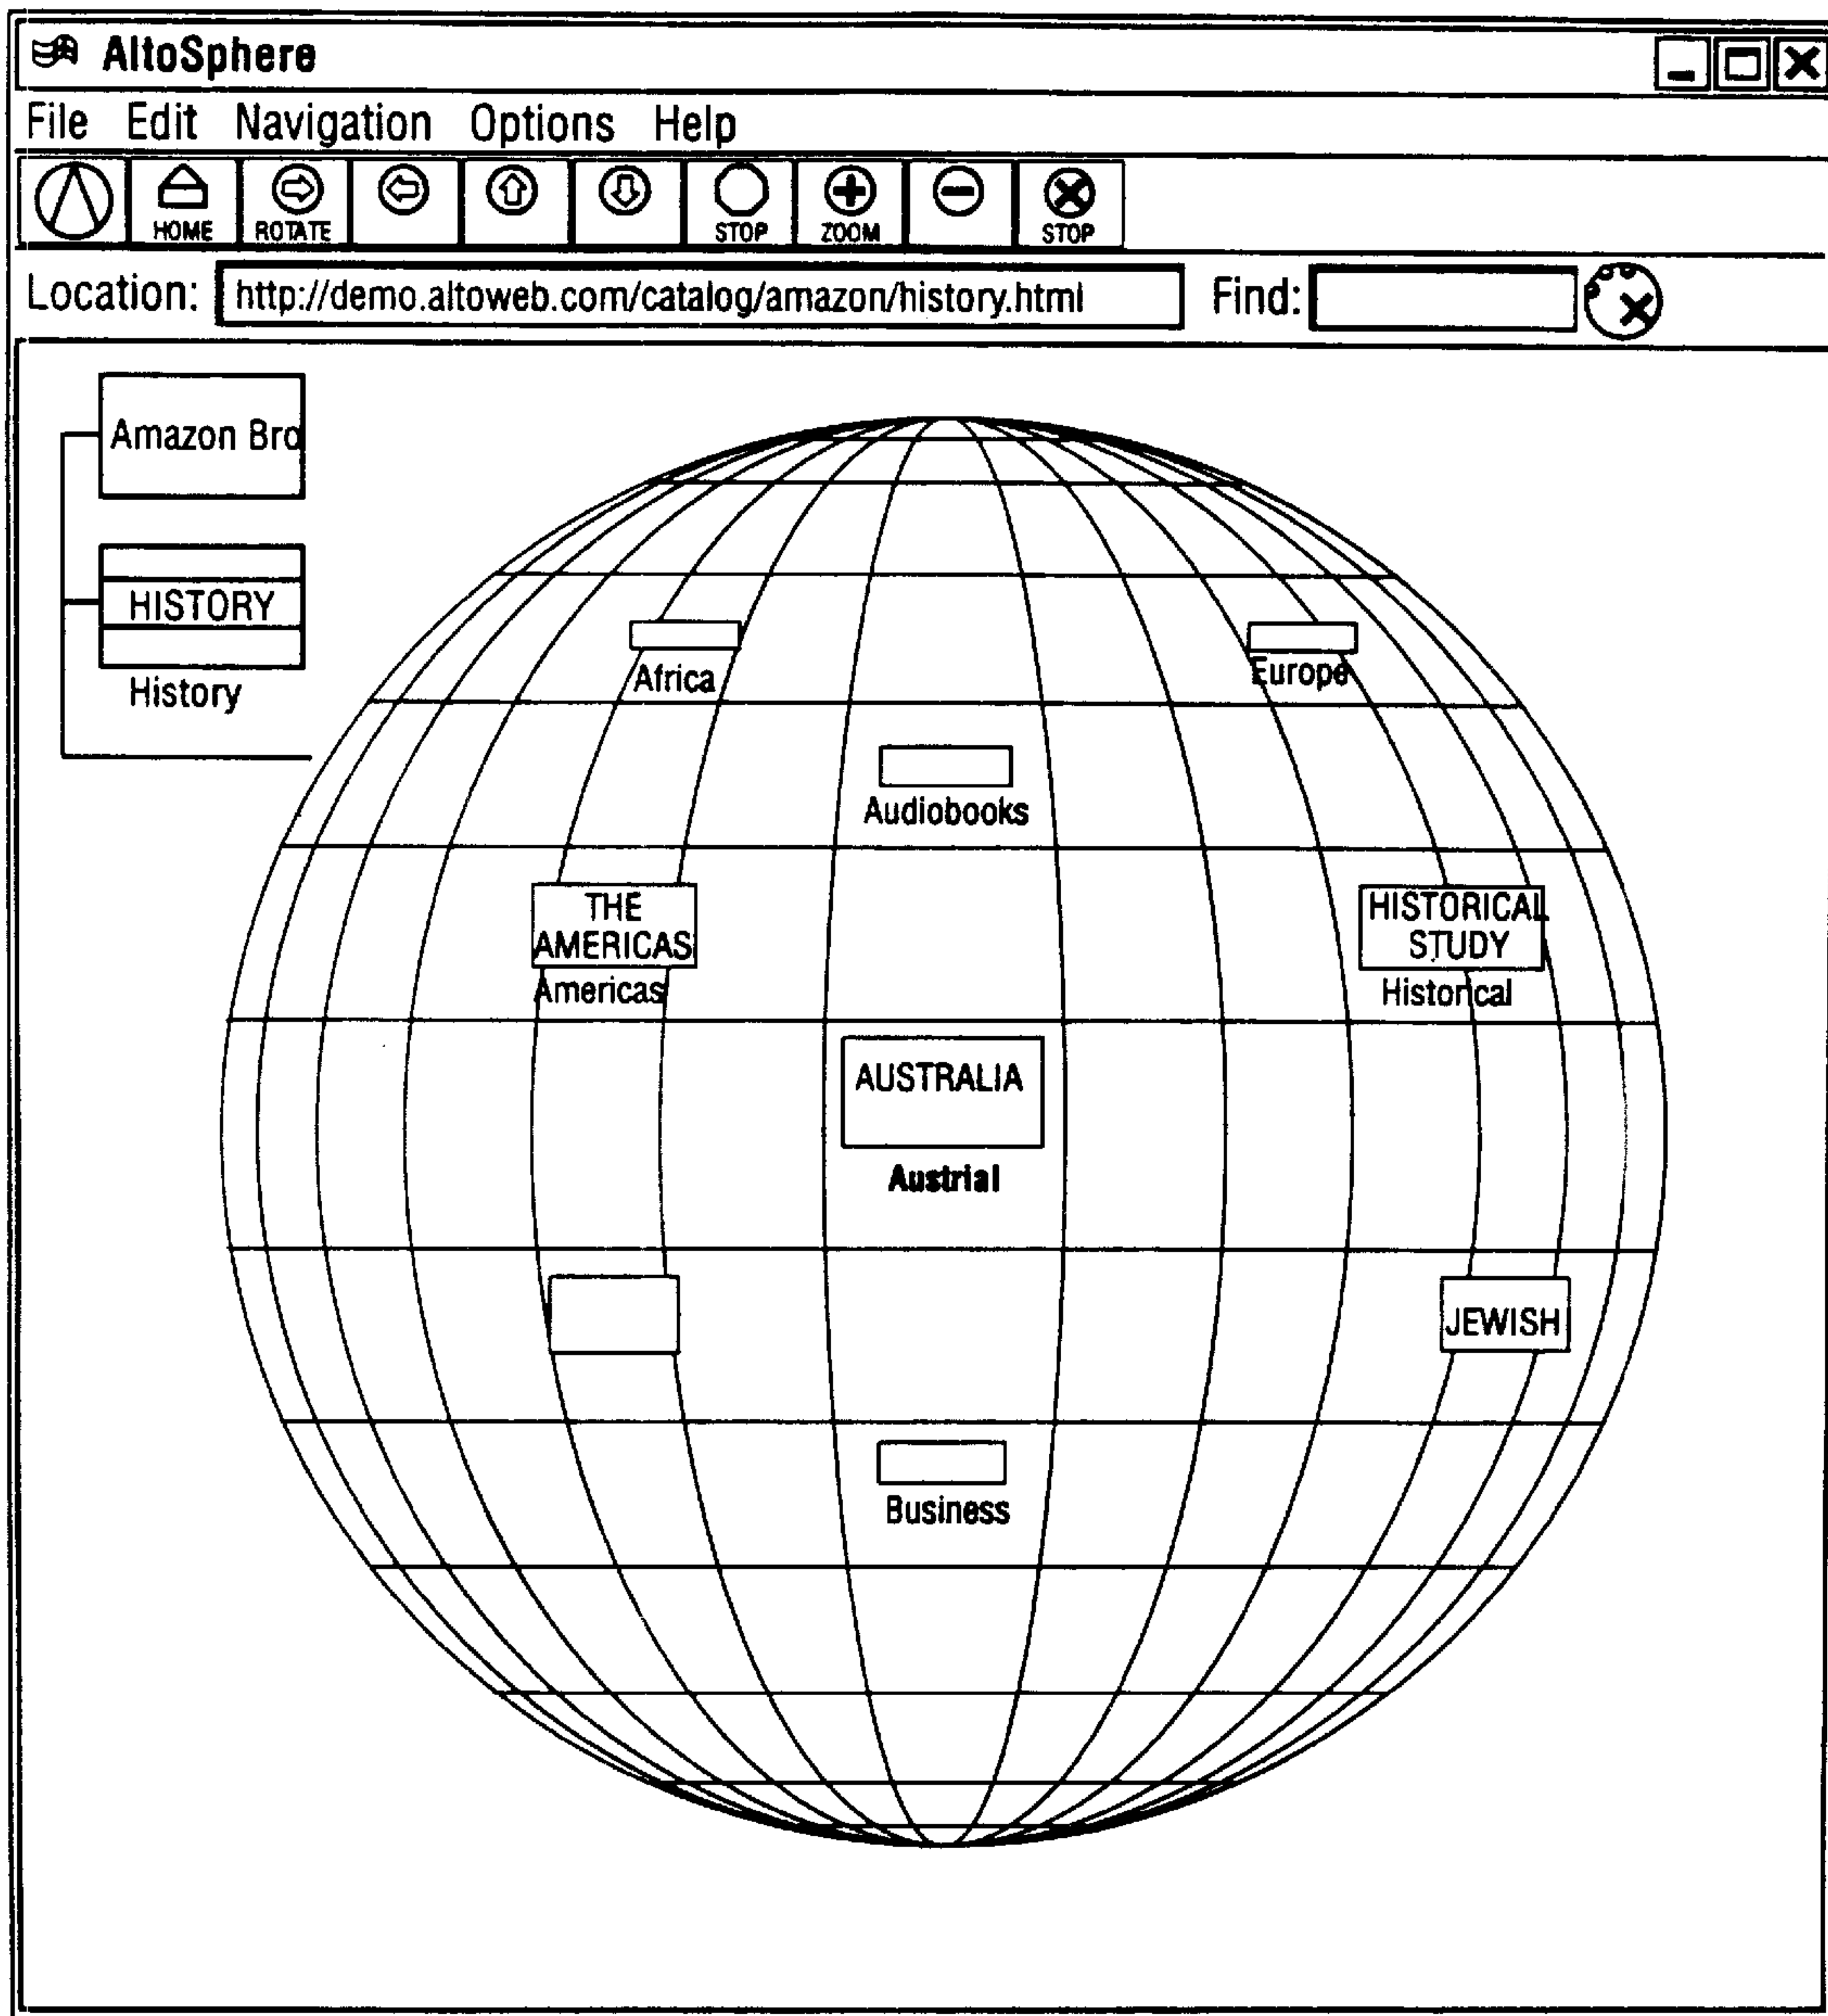 AltoSphere
File Edit Navigation Options Help
HOME ROTATE STOP ZOOM STOP
Location: http://demo.altoweb.com/catalog/amazon/history.html Find:
Amazon Bro
HISTORY
History
Africa
Europe
Audiobooks
THE
AMERICAS
Americas
HISTORICAL
STUDY
Historical
AUSTRALIA
Austrial
JEWISH
Business